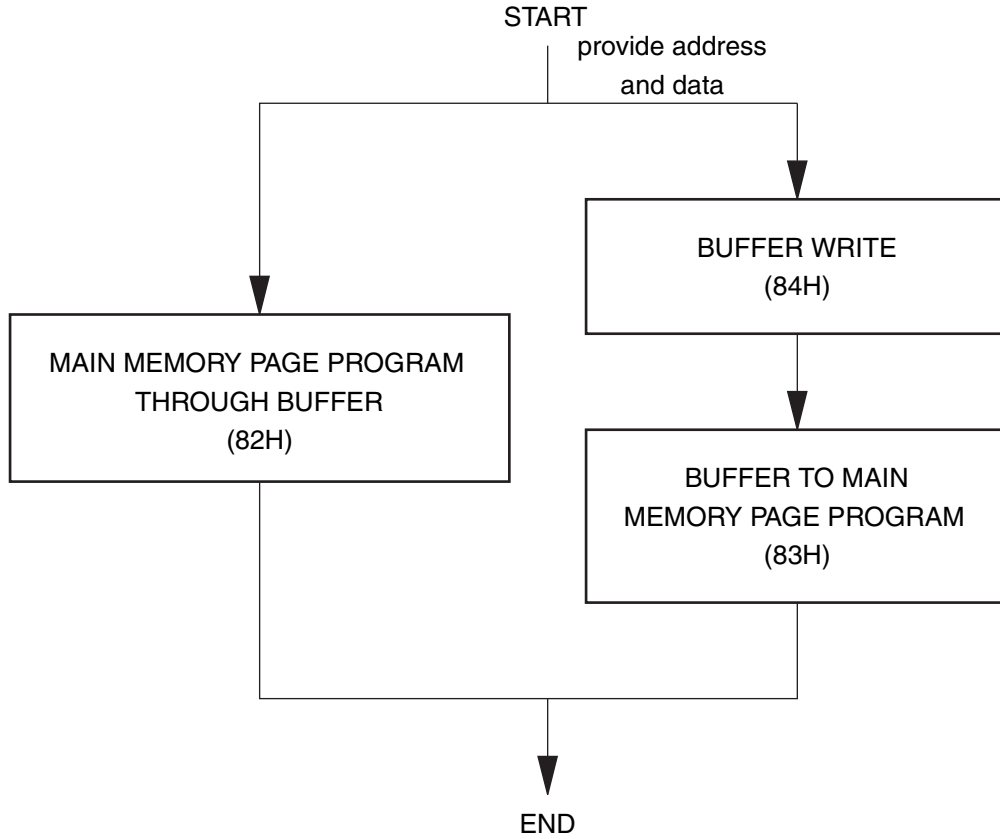 START
provide address
and data
BUFFER WRITE
(84H)
MAIN MEMORY PAGE PROGRAM
THROUGH BUFFER
(82H)
BUFFER TO MAIN
MEMORY PAGE PROGRAM
(83H)
END